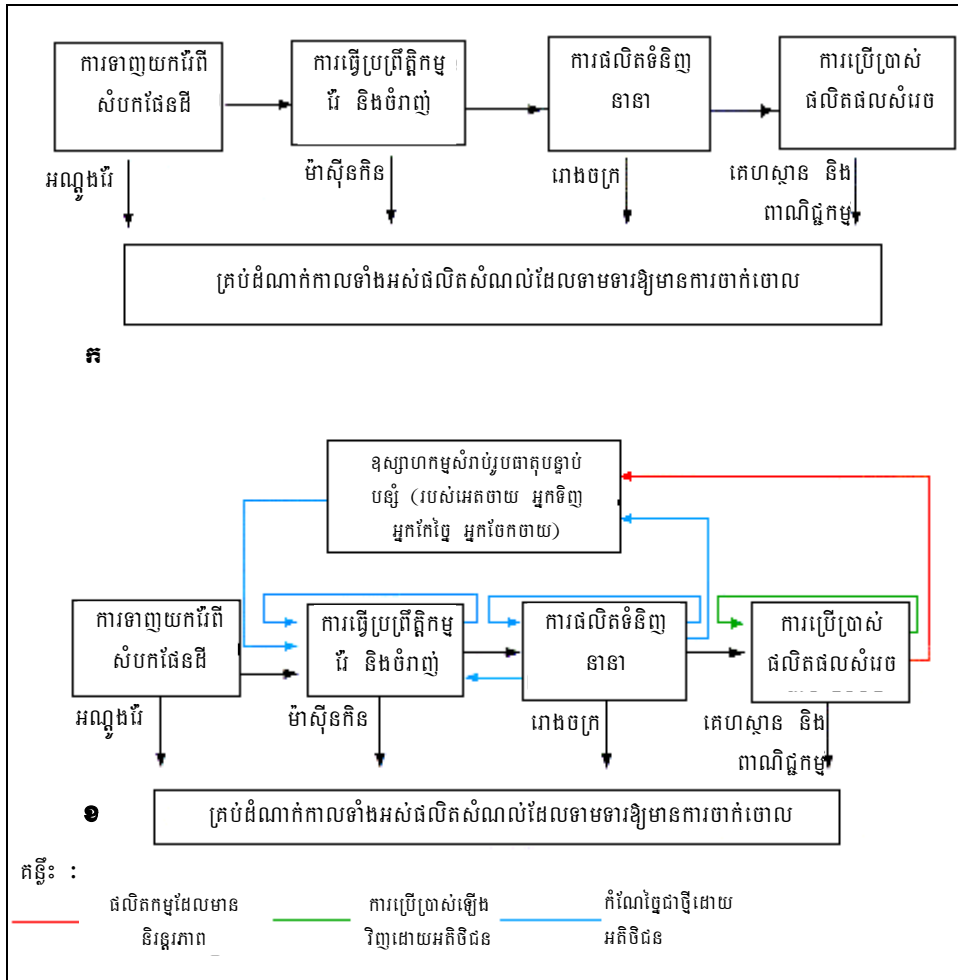 ការទាញយករ៉ែពី
សំបកផែនដី
ការធ្វើប្រព្រឹត្តិកម្ម
រ៉ែ និងចំរាញ់
ការផលិតទំនិញ
នានា
ការប្រើប្រាស់
ផលិតផលសំរេច
អណ្តូងរ៉ែ
ម៉ាស៊ីនកិន
រោងចក្រ
គេហស្ថាន និង
ពាណិជ្ជកម្ម
គ្រប់ដំណាក់កាលទាំងអស់ផលិតសំណល់ដែលទាមទារឱ្យមានការចាក់ចោល
ក
ឧស្សាហកម្មសំរាប់រូបធាតុបន្ទាប់
បន្សំ (របស់អេតចាយ អ្នកទិញ
អ្នកកែច្នៃ អ្នកចែកចាយ)
ការទាញយករ៉ែពី
សំបកផែនដី
ការធ្វើប្រព្រឹត្តិកម្ម
រ៉ែ និងចំរាញ់
ការផលិតទំនិញ
នានា
ការប្រើប្រាស់
ផលិតផលសំរេច
អណ្តូងរ៉ែ
ម៉ាស៊ីនកិន
រោងចក្រ
គេហស្ថាន និង
ពាណិជ្ជកម្ម
ខ
គ្រប់ដំណាក់កាលទាំងអស់ផលិតសំណល់ដែលទាមទារឱ្យមានការចាក់ចោល
គន្លឹះ :
ផលិតកម្មដែលមាន
និរន្តរភាព
ការប្រើប្រាស់ឡើង
វិញដោយអតិថិជន
កំណែច្នៃជាថ្មីដោយ
អតិថិជន